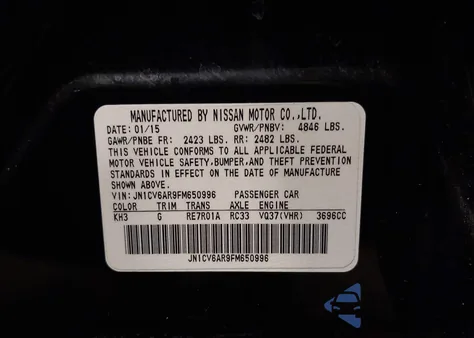 MANUFACTURED BY NISSAN MOTOR CO.,LTD.
DATE: 01/15 GVWR/PNBV: 4846 LBS.
GAWR/PNBE FR: 2423 LBS. RR: 2482 LBS.
THIS VEHICLE CONFORMS TO ALL APPLICABLE FEDERAL
MOTOR VEHICLE SAFETY,BUMPER,AND THEFT PREVENTION
STANDARDS IN EFFECT ON THE DATE OF MANUFACTURE
SHOWN ABOVE.
VIN: JN1CV6AR9FM650996 PASSENGER CAR
COLOR TRIM TRANS AXLE ENGINE
KH3 G RE7R01A RC33 VQ37(VHR) 3696CC
JN1CV6AR9FM650996